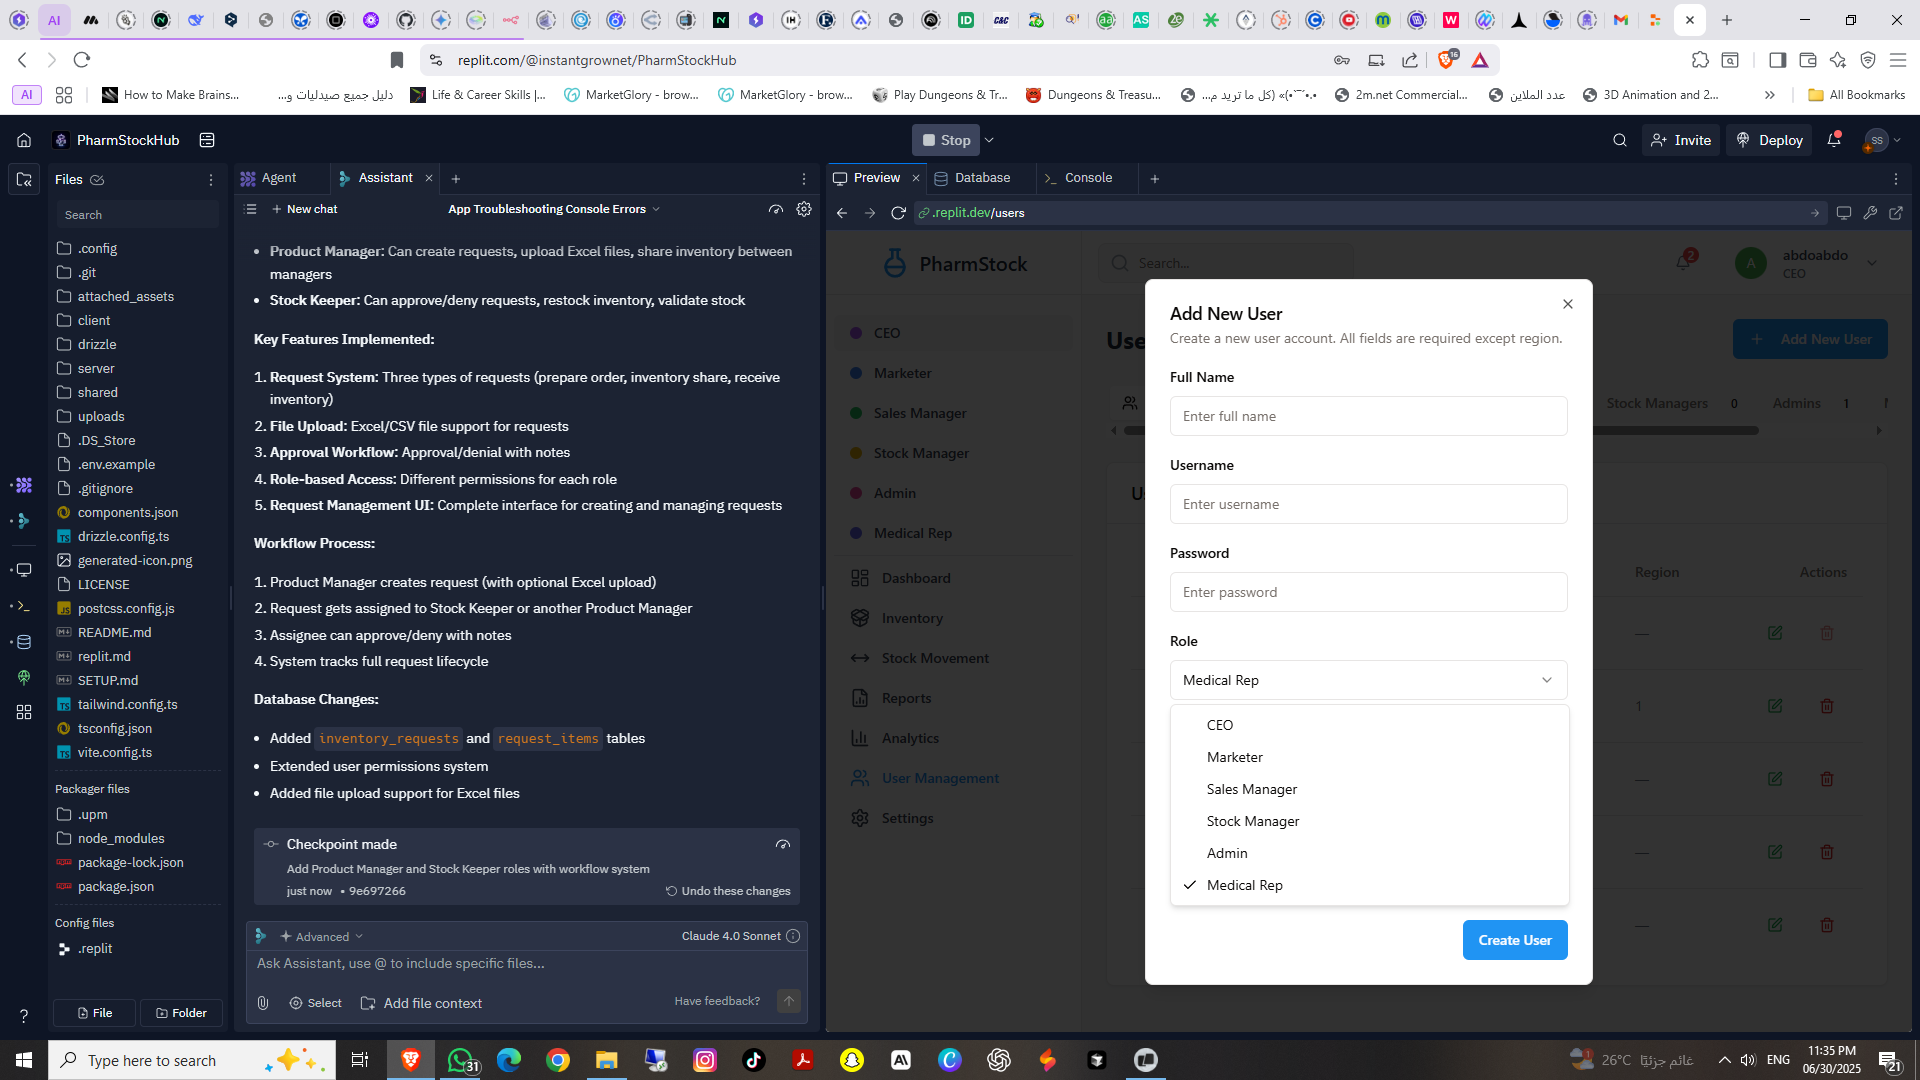 AI
replit.com/@instantgrownet/PharmStockHub
16
AI
How to Make Brains...
دليل جميع صيدليات و...
Life & Career Skills |...
MarketGlory - brow...
MarketGlory - brow...
Play Dungeons & Tr...
Dungeons & Treasu...
2m.net Commercial...
عدد الملاين
3D Animation and 2...
All Bookmarks
PharmStockHub
Stop
Invite
Deploy
SS
Files
Search
.config
.git
attached_assets
client
drizzle
server
shared
uploads
.DS_Store
.env.example
.gitignore
components.json
drizzle.config.ts
generated-icon.png
LICENSE
postcss.config.js
README.md
replit.md
SETUP.md
tailwind.config.ts
tsconfig.json
vite.config.ts
Packager files
.upm
node_modules
package-lock.json
package.json
Config files
.replit
File
Folder
Agent
Assistant
New chat
App Troubleshooting Console Errors
• Product Manager: Can create requests, upload Excel files, share inventory between
managers
• Stock Keeper: Can approve/deny requests, restock inventory, validate stock
Key Features Implemented:
1. Request System: Three types of requests (prepare order, inventory share, receive
inventory)
2. File Upload: Excel/CSV file support for requests
3. Approval Workflow: Approval/denial with notes
4. Role-based Access: Different permissions for each role
5. Request Management UI: Complete interface for creating and managing requests
Workflow Process:
1. Product Manager creates request (with optional Excel upload)
2. Request gets assigned to Stock Keeper or another Product Manager
3. Assignee can approve/deny with notes
4. System tracks full request lifecycle
Database Changes:
• Added inventory_requests and request_items tables
• Extended user permissions system
• Added file upload support for Excel files
Checkpoint made
Add Product Manager and Stock Keeper roles with workflow system
just now • 9e697266
Undo these changes
Advanced
Claude 4.0 Sonnet
Ask Assistant, use @ to include specific files...
Select
Add file context
Have feedback?
Preview
Database
Console
.replit.dev/users
PharmStock
Search...
2
A
abdoabdo
CEO
CEO
Marketer
Sales Manager
Stock Manager
Admin
Medical Rep
Dashboard
Inventory
Stock Movement
Reports
Analytics
User Management
Settings
Use
Add New User
Stock Managers 0
Admins 1
Region
Actions
—
1
—
—
—
Add New User
Create a new user account. All fields are required except region.
Full Name
Enter full name
Username
Enter username
Password
Enter password
Role
Medical Rep
CEO
Marketer
Sales Manager
Stock Manager
Admin
Medical Rep
Create User
Type here to search
31
26°C غائم جزئيًا
ENG
11:35 PM
06/30/2025
21